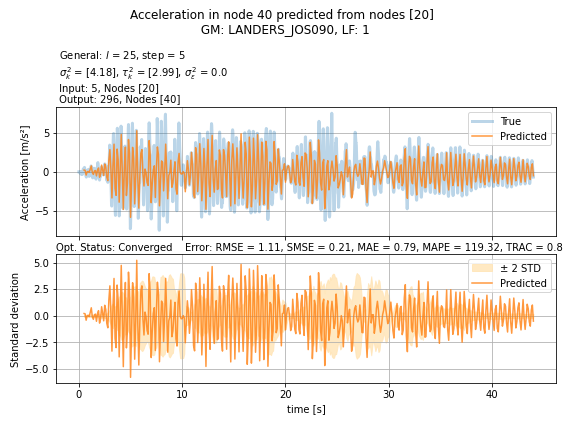 Acceleration in node 40 predicted from nodes [20]
GM: LANDERS_JOS090, LF: 1
General: l = 25, step = 5
σ²ₖ = [4.18], τ²ₖ = [2.99], σ²ₑ = 0.0
Input: 5, Nodes [20]
Output: 296, Nodes [40]
Acceleration [m/s²]
5
0
−5
True
Predicted
Opt. Status: Converged Error: RMSE = 1.11, SMSE = 0.21, MAE = 0.79, MAPE = 119.32, TRAC = 0.8
Standard deviation
5.0
2.5
0.0
−2.5
−5.0
± 2 STD
Predicted
0 10 20 30 40
time [s]